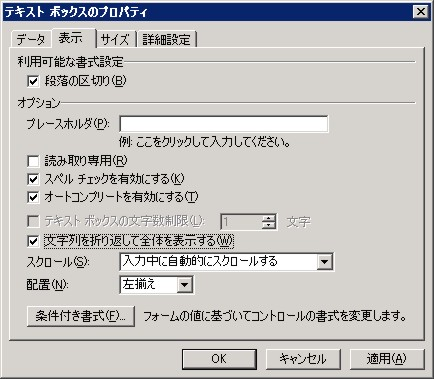 テキスト ボックスのプロパティ
データ 表示 サイズ 詳細設定
利用可能な書式設定
段落の区切り(B)
オプション
プレースホルダ(P):
例: ここをクリックして入力してください。
読み取り専用(R)
スペル チェックを有効にする(K)
オートコンプリートを有効にする(T)
テキスト ボックスの文字数制限(L): 1 文字
文字列を折り返して全体を表示する(W)
スクロール(S): 入力中に自動的にスクロールする
配置(N): 左揃え
条件付き書式(F)... フォームの値に基づいてコントロールの書式を変更します。
OK キャンセル 適用(A)